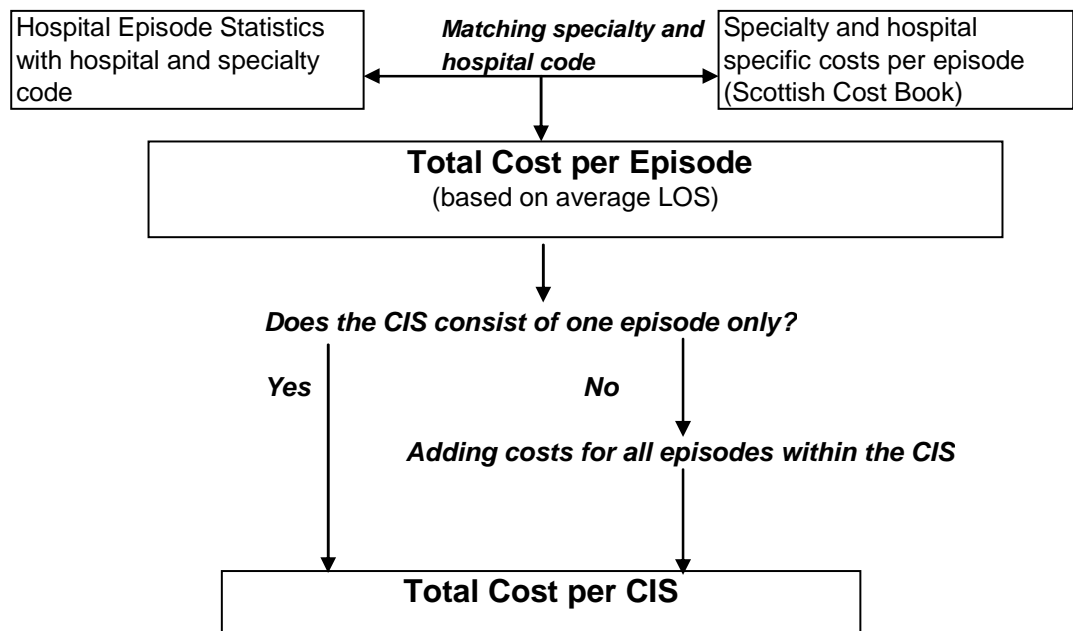 Hospital Episode Statistics
with hospital and specialty
code
Matching specialty and
hospital code
Specialty and hospital
specific costs per episode
(Scottish Cost Book)
Total Cost per Episode
(based on average LOS)
Does the CIS consist of one episode only?
Yes
No
Adding costs for all episodes within the CIS
Total Cost per CIS